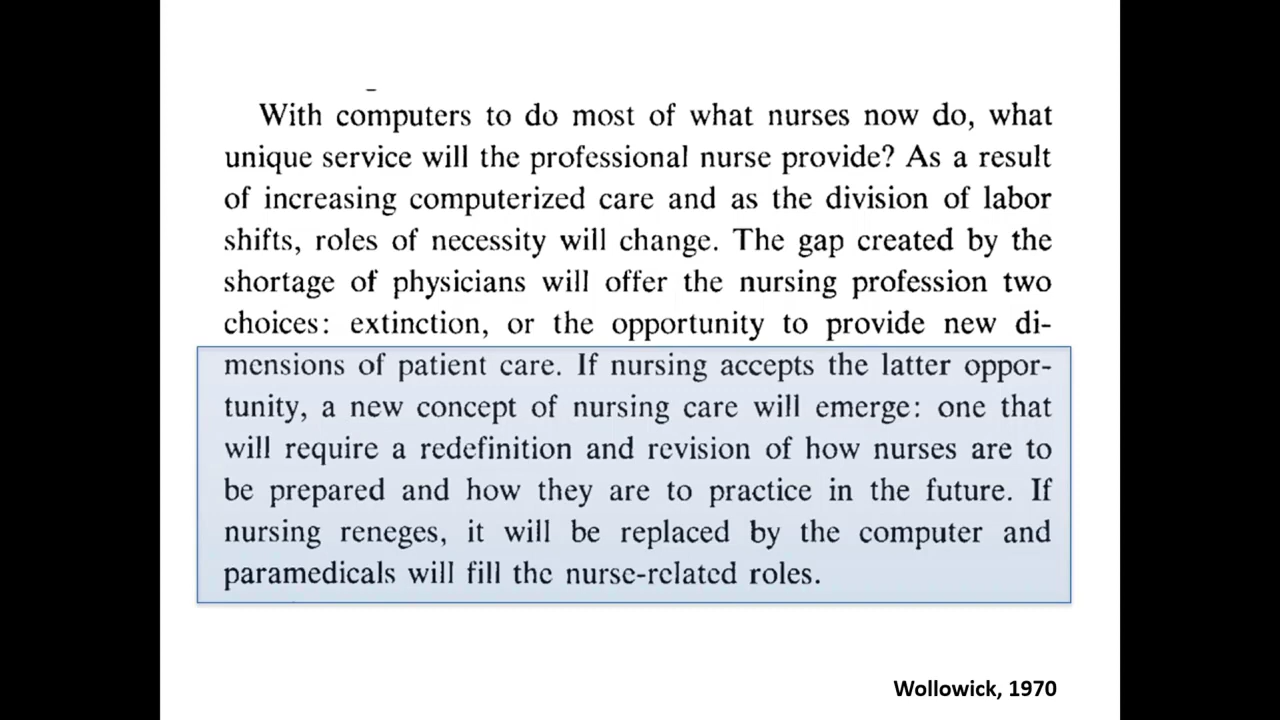 With computers to do most of what nurses now do, what
unique service will the professional nurse provide? As a result
of increasing computerized care and as the division of labor
shifts, roles of necessity will change. The gap created by the
shortage of physicians will offer the nursing profession two
choices: extinction, or the opportunity to provide new di-
mensions of patient care. If nursing accepts the latter oppor-
tunity, a new concept of nursing care will emerge: one that
will require a redefinition and revision of how nurses are to
be prepared and how they are to practice in the future. If
nursing reneges, it will be replaced by the computer and
paramedicals will fill the nurse-related roles.
Wollowick, 1970